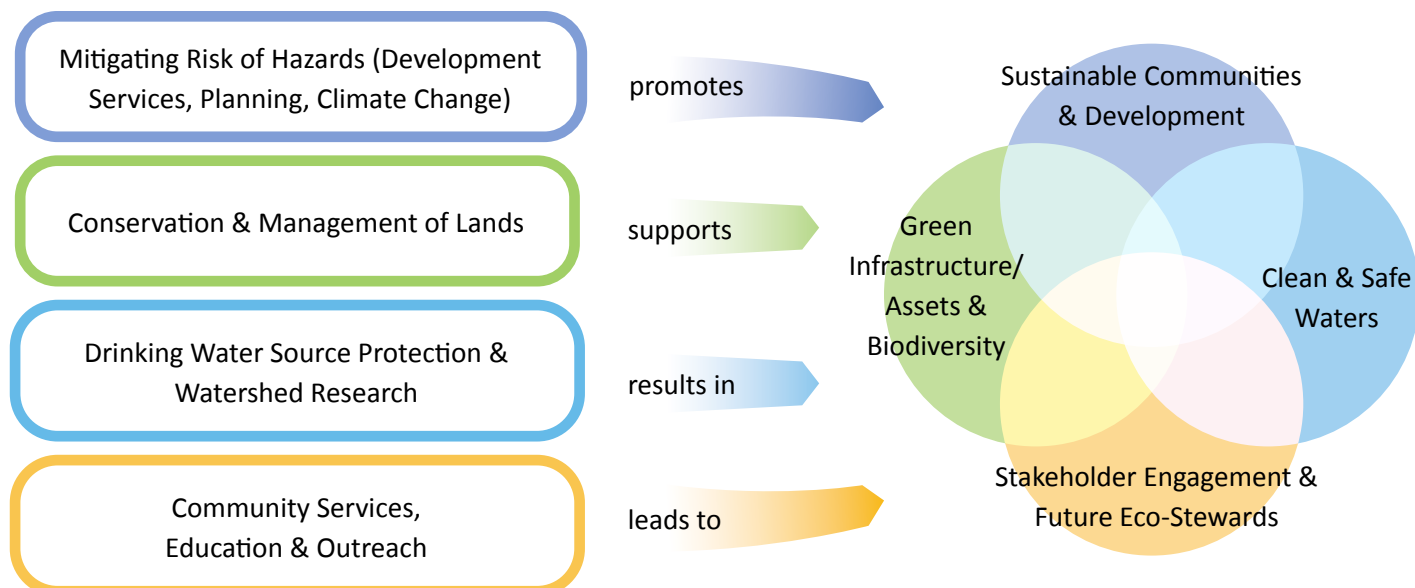 Mitigating Risk of Hazards (Development
Services, Planning, Climate Change)
promotes
Sustainable Communities
& Development
Conservation & Management of Lands
supports
Green
Infrastructure/
Assets &
Biodiversity
Clean & Safe
Waters
Drinking Water Source Protection &
Watershed Research
results in
Community Services,
Education & Outreach
leads to
Stakeholder Engagement &
Future Eco-Stewards